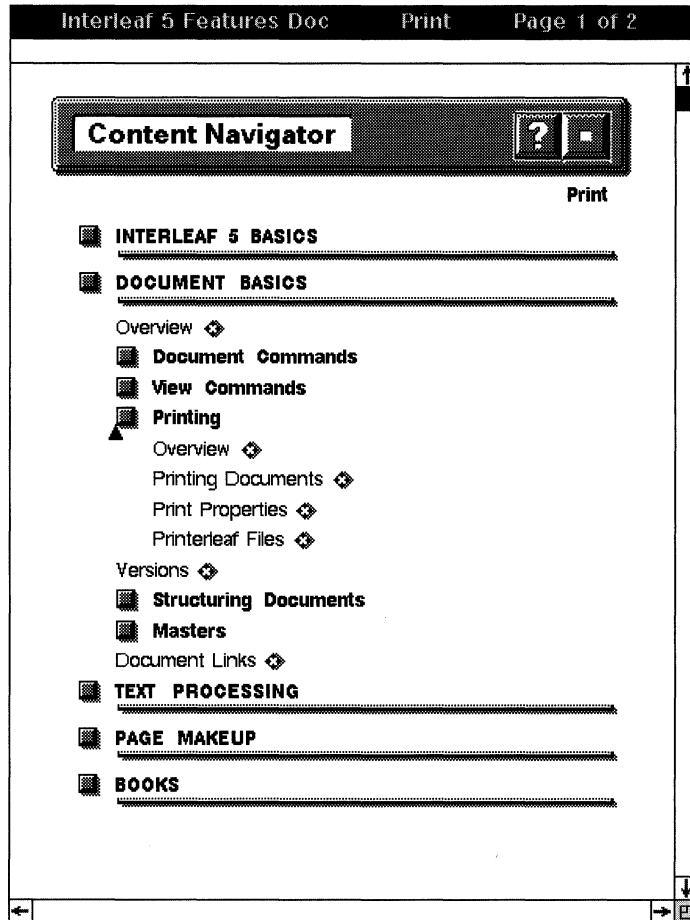 Interleaf 5 Features Doc Print Page 1 of 2
Content Navigator ?
Print
INTERLEAF 5 BASICS
DOCUMENT BASICS
Overview
Document Commands
View Commands
Printing
Overview
Printing Documents
Print Properties
Printerleaf Files
Versions
Structuring Documents
Masters
Document Links
TEXT PROCESSING
PAGE MAKEUP
BOOKS